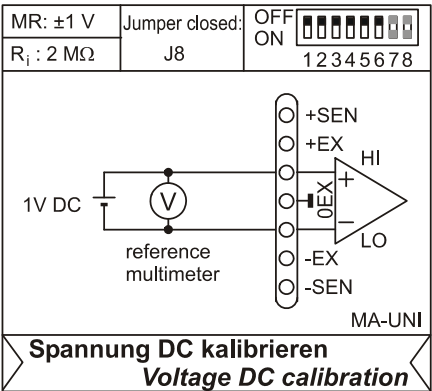 MR: ±1 V
Jumper closed:
OFF
ON
Rᵢ : 2 MΩ
J8
12345678
+SEN
+EX
HI
+
1V DC
V
0EX
−
LO
reference
multimeter
-EX
-SEN
MA-UNI
Spannung DC kalibrieren
Voltage DC calibration